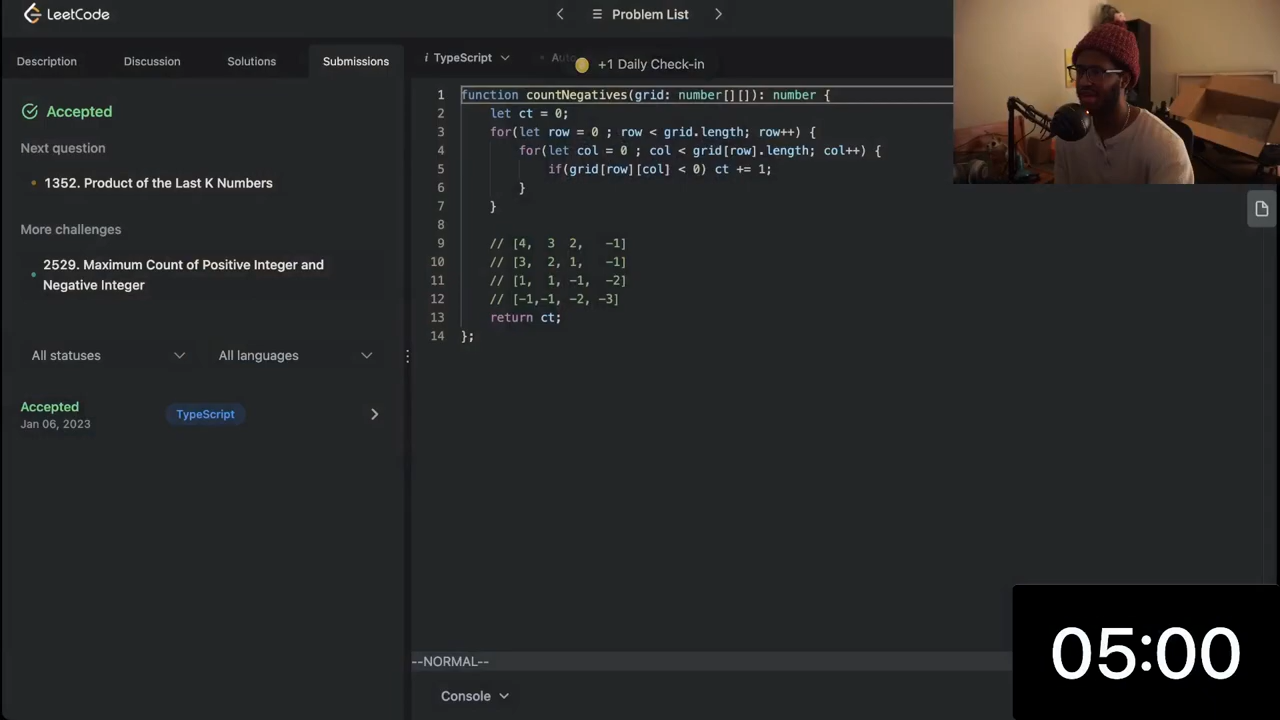 LeetCode
Problem List
Description
Discussion
Solutions
Submissions
i TypeScript
+1 Daily Check-in
Accepted
Next question
1352. Product of the Last K Numbers
More challenges
2529. Maximum Count of Positive Integer and
Negative Integer
All statuses
All languages
Accepted
Jan 06, 2023
TypeScript
1 function countNegatives(grid: number[][]): number {
2 let ct = 0;
3 for(let row = 0 ; row < grid.length; row++) {
4 for(let col = 0 ; col < grid[row].length; col++) {
5 if(grid[row][col] < 0) ct += 1;
6 }
7 }
8
9 // [4, 3 2, -1]
10 // [3, 2, 1, -1]
11 // [1, 1, -1, -2]
12 // [-1,-1, -2, -3]
13 return ct;
14 };
--NORMAL--
Console
05:00